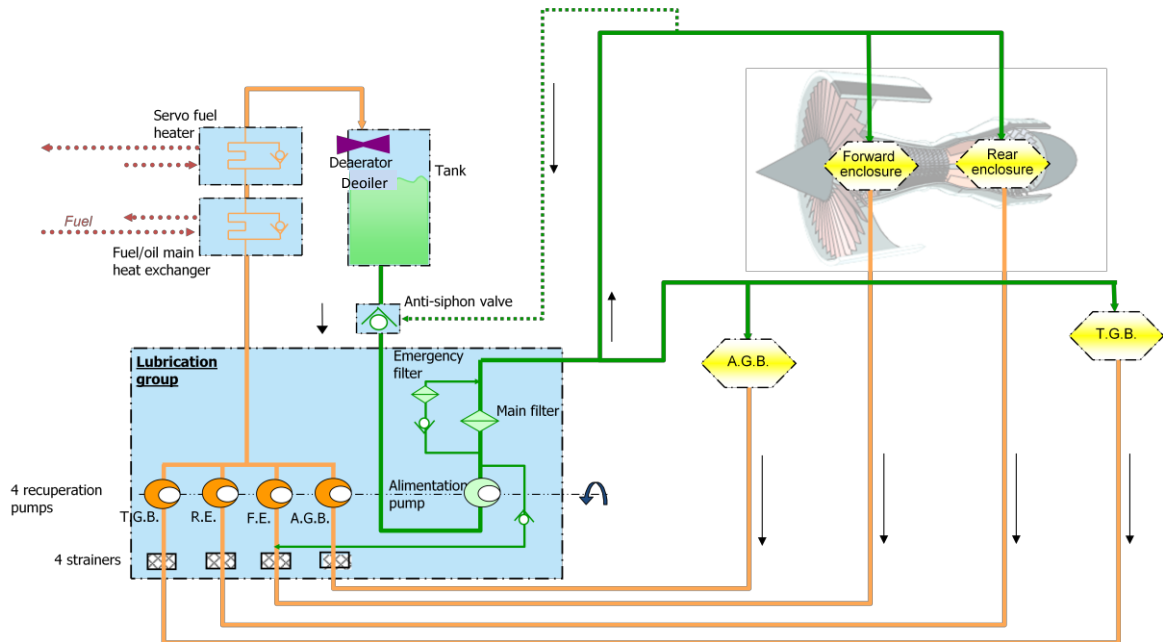 Servo fuel
heater
Deaerator
Deoiler
Tank
Fuel
Fuel/oil main
heat exchanger
Forward
enclosure
Rear
enclosure
Anti-siphon valve
T.G.B.
A.G.B.
Lubrication
group
Emergency
filter
Main filter
4 recuperation
pumps
Alimentation
pump
T.G.B.
R.E.
F.E.
A.G.B.
4 strainers